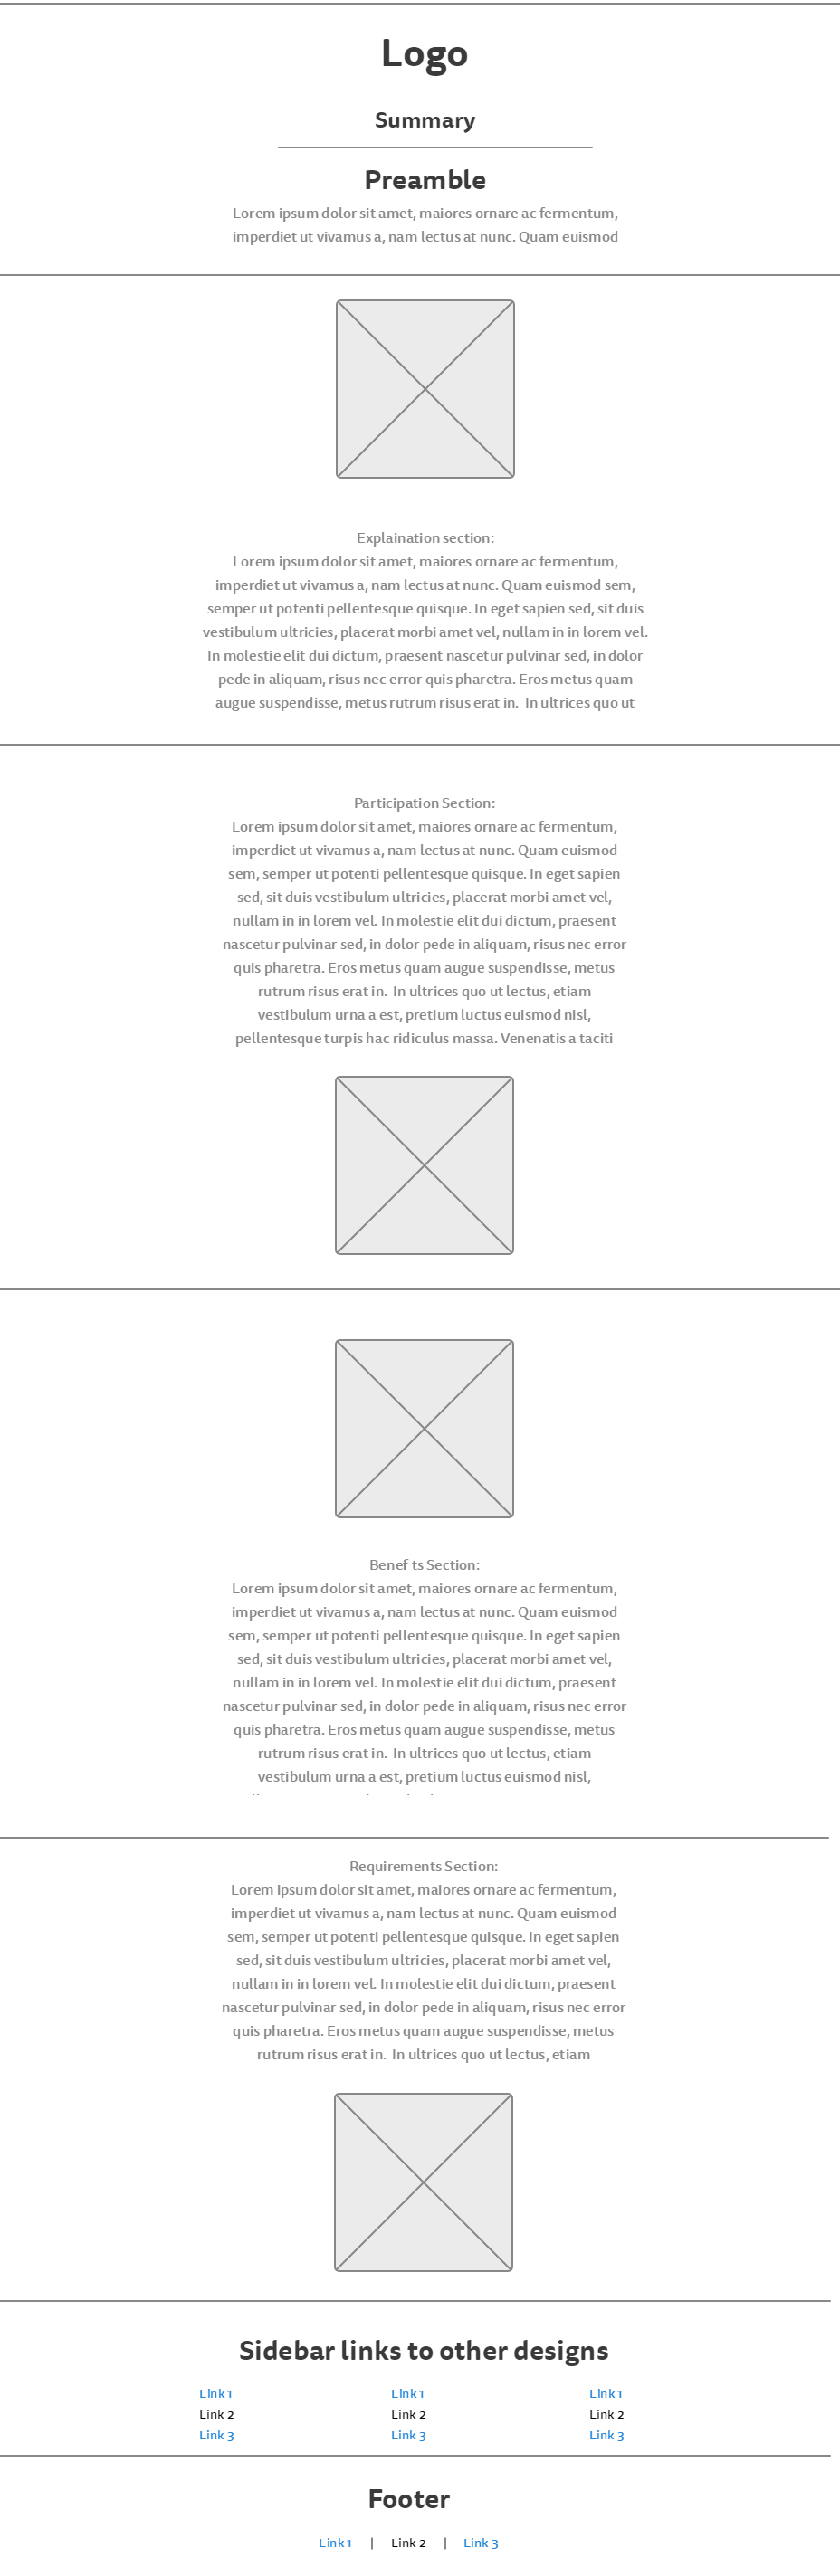 Logo
Summary
Preamble
Lorem ipsum dolor sit amet, maiores ornare ac fermentum,
imperdiet ut vivamus a, nam lectus at nunc. Quam euismod
Explaination section:
Lorem ipsum dolor sit amet, maiores ornare ac fermentum,
imperdiet ut vivamus a, nam lectus at nunc. Quam euismod sem,
semper ut potenti pellentesque quisque. In eget sapien sed, sit duis
vestibulum ultricies, placerat morbi amet vel, nullam in in lorem vel.
In molestie elit dui dictum, praesent nascetur pulvinar sed, in dolor
pede in aliquam, risus nec error quis pharetra. Eros metus quam
augue suspendisse, metus rutrum risus erat in. In ultrices quo ut
Participation Section:
Lorem ipsum dolor sit amet, maiores ornare ac fermentum,
imperdiet ut vivamus a, nam lectus at nunc. Quam euismod
sem, semper ut potenti pellentesque quisque. In eget sapien
sed, sit duis vestibulum ultricies, placerat morbi amet vel,
nullam in in lorem vel. In molestie elit dui dictum, praesent
nascetur pulvinar sed, in dolor pede in aliquam, risus nec error
quis pharetra. Eros metus quam augue suspendisse, metus
rutrum risus erat in. In ultrices quo ut lectus, etiam
vestibulum urna a est, pretium luctus euismod nisl,
pellentesque turpis hac ridiculus massa. Venenatis a taciti
Benef ts Section:
Lorem ipsum dolor sit amet, maiores ornare ac fermentum,
imperdiet ut vivamus a, nam lectus at nunc. Quam euismod
sem, semper ut potenti pellentesque quisque. In eget sapien
sed, sit duis vestibulum ultricies, placerat morbi amet vel,
nullam in in lorem vel. In molestie elit dui dictum, praesent
nascetur pulvinar sed, in dolor pede in aliquam, risus nec error
quis pharetra. Eros metus quam augue suspendisse, metus
rutrum risus erat in. In ultrices quo ut lectus, etiam
vestibulum urna a est, pretium luctus euismod nisl,
Requirements Section:
Lorem ipsum dolor sit amet, maiores ornare ac fermentum,
imperdiet ut vivamus a, nam lectus at nunc. Quam euismod
sem, semper ut potenti pellentesque quisque. In eget sapien
sed, sit duis vestibulum ultricies, placerat morbi amet vel,
nullam in in lorem vel. In molestie elit dui dictum, praesent
nascetur pulvinar sed, in dolor pede in aliquam, risus nec error
quis pharetra. Eros metus quam augue suspendisse, metus
rutrum risus erat in. In ultrices quo ut lectus, etiam
Sidebar links to other designs
Link 1 Link 1 Link 1
Link 2 Link 2 Link 2
Link 3 Link 3 Link 3
Footer
Link 1 | Link 2 | Link 3